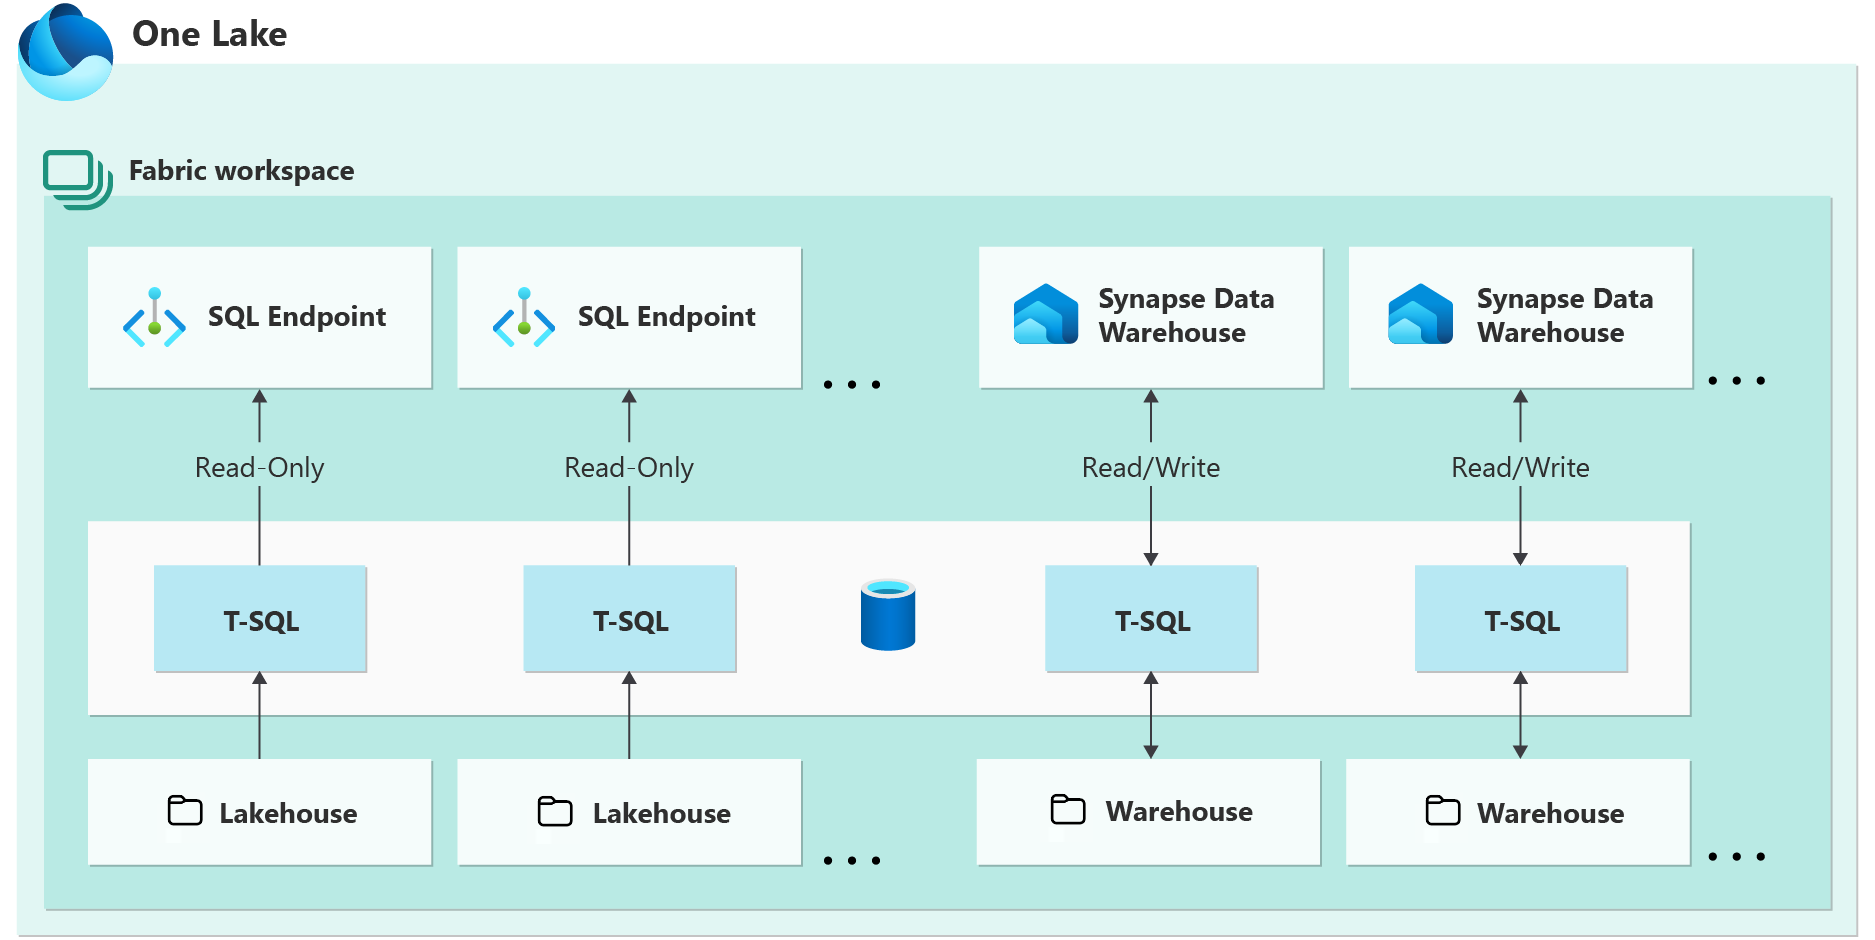 One Lake
Fabric workspace
SQL Endpoint
SQL Endpoint
Synapse Data
Warehouse
Synapse Data
Warehouse
...
...
Read-Only
Read-Only
Read/Write
Read/Write
T-SQL
T-SQL
T-SQL
T-SQL
Lakehouse
Lakehouse
Warehouse
Warehouse
...
...